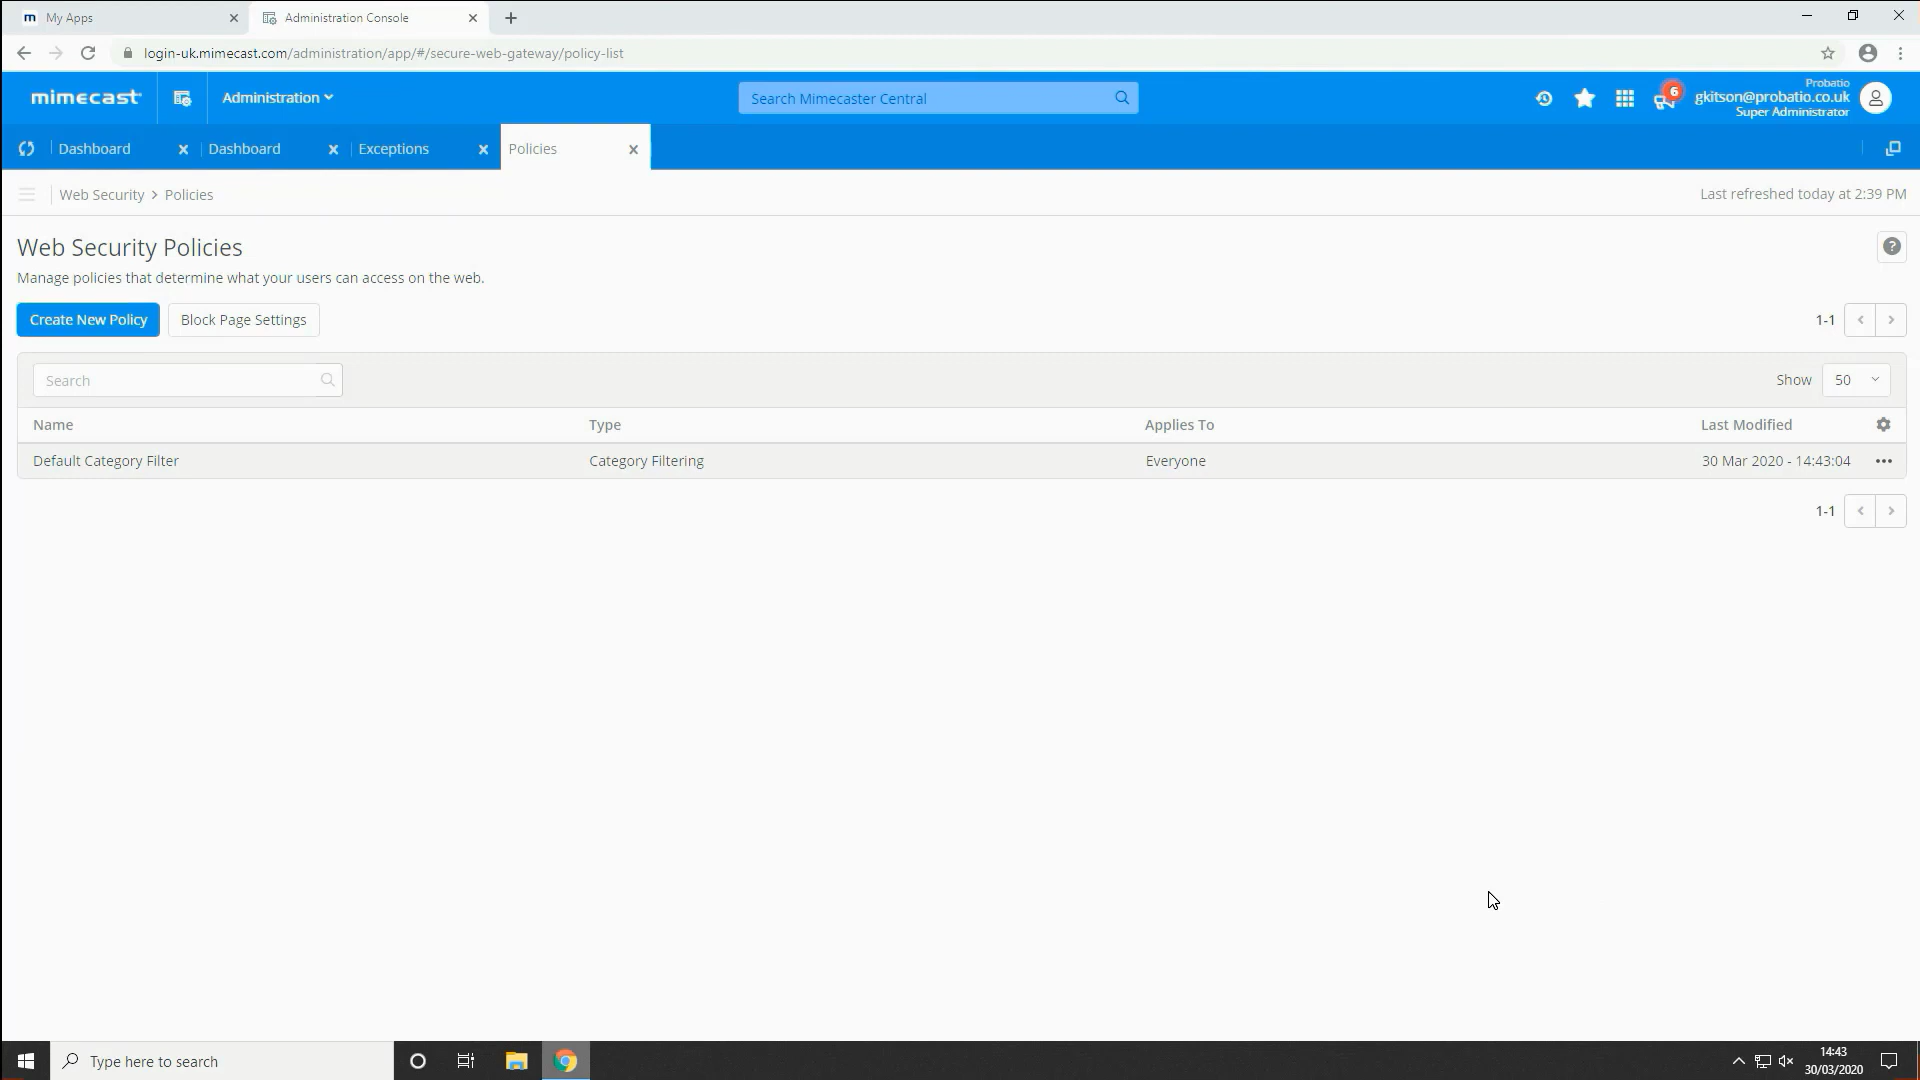 My Apps
Administration Console
login-uk.mimecast.com/administration/app/#/secure-web-gateway/policy-list
mimecast
Administration
Search Mimecaster Central
6
Probatio
gkitson@probatio.co.uk
Super Administrator
Dashboard
Dashboard
Exceptions
Policies
Web Security > Policies
Last refreshed today at 2:39 PM
Web Security Policies
Manage policies that determine what your users can access on the web.
Create New Policy
Block Page Settings
1-1
Search
Show
50
Name
Type
Applies To
Last Modified
Default Category Filter
Category Filtering
Everyone
30 Mar 2020 - 14:43:04
1-1
Type here to search
14:43
30/03/2020